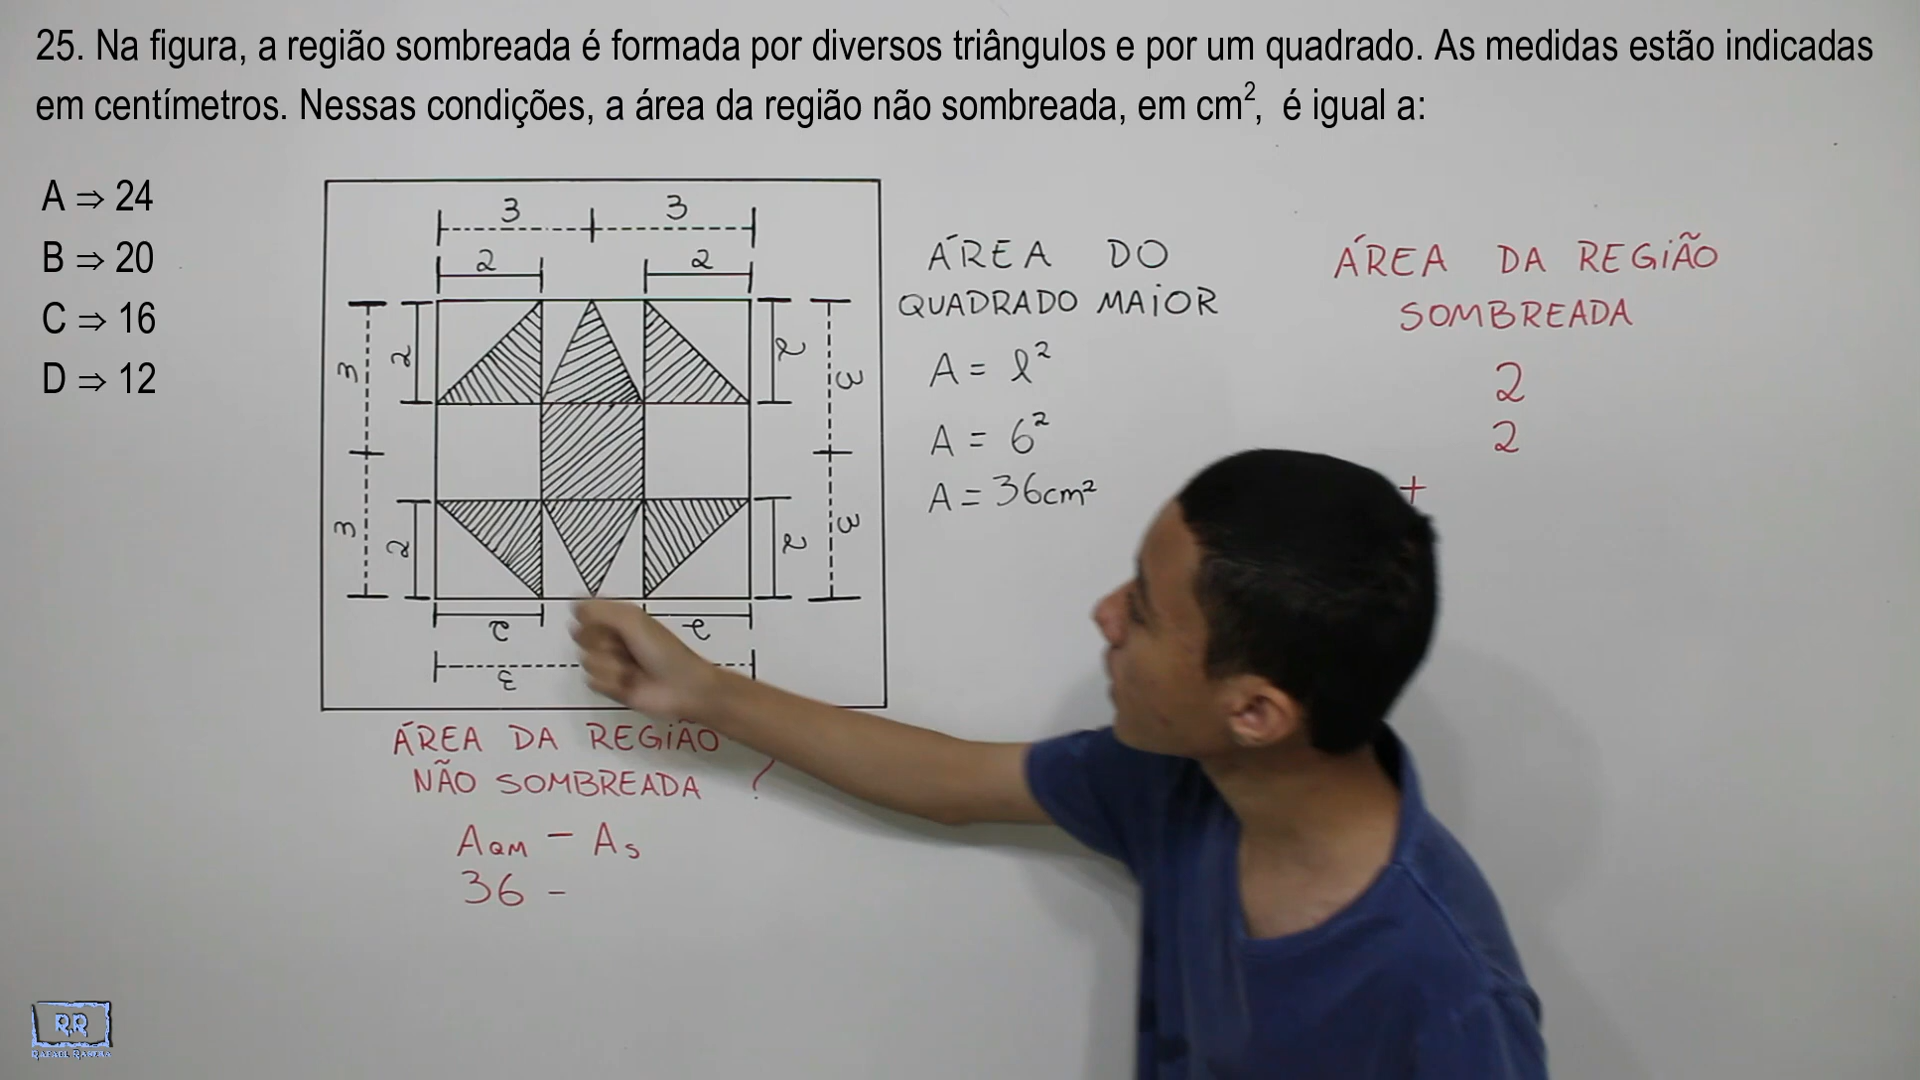 25. Na figura, a região sombreada é formada por diversos triângulos e por um quadrado. As medidas estão indicadas
em centímetros. Nessas condições, a área da região não sombreada, em cm², é igual a:
A ⇒ 24
B ⇒ 20
C ⇒ 16
D ⇒ 12
3 3
2 2
3 2 2 3
3 2 2 3
2 2
3
ÁREA DO
QUADRADO MAIOR
A = l²
A = 6²
A = 36cm²
ÁREA DA REGIÃO
SOMBREADA
2
2
+
ÁREA DA REGIÃO
NÃO SOMBREADA ?
AQM - AS
36 -
R.R
RAFAEL